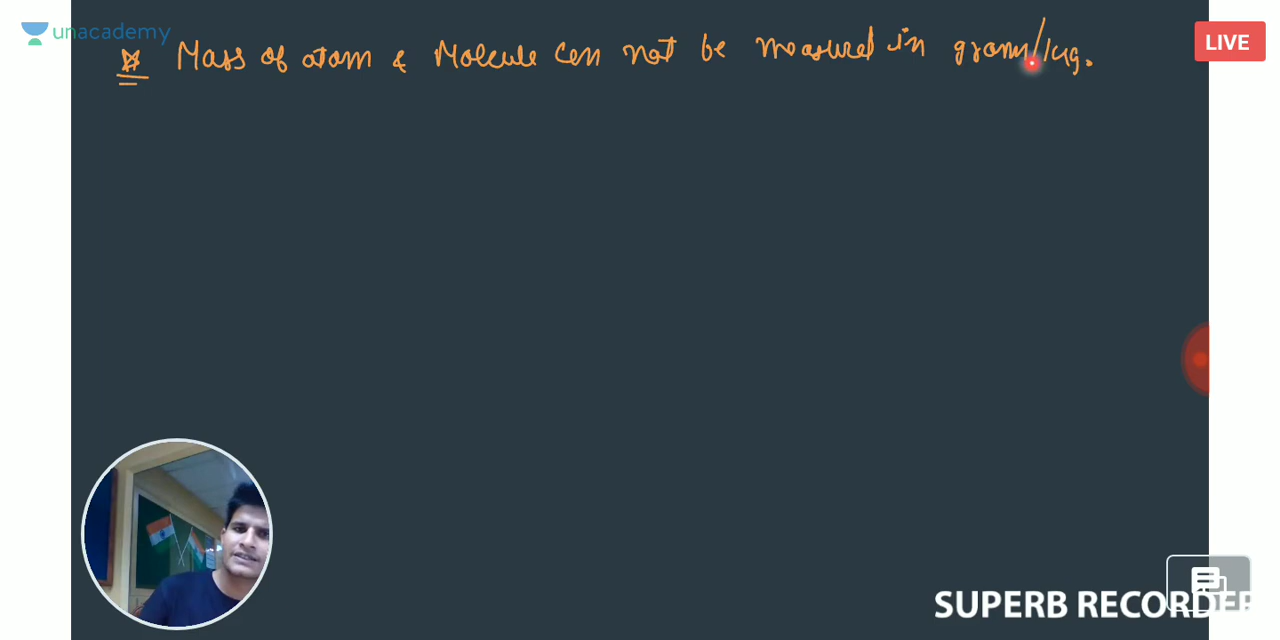 unacademy
LIVE
Mass of atom & Molecule Can not be measured in gram/kg.
SUPERB RECORDER